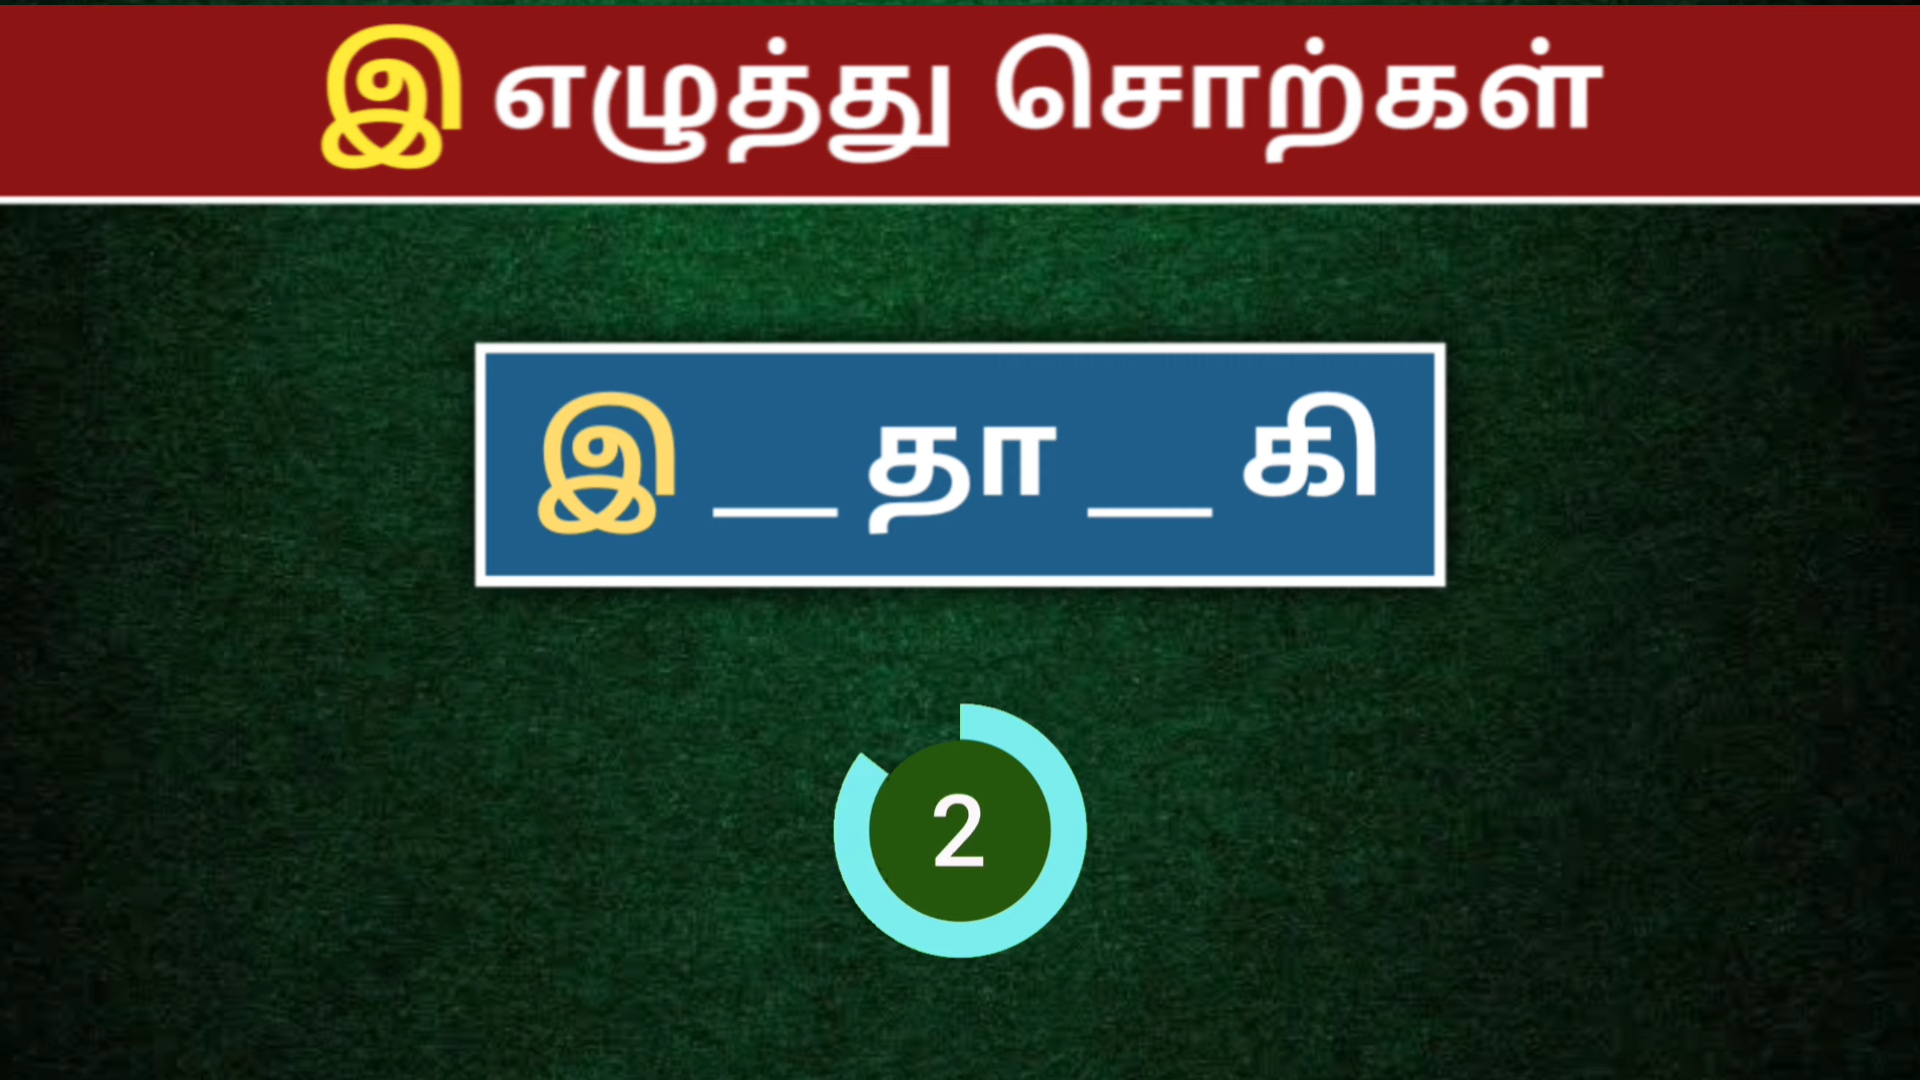 இ எழுத்து சொற்கள்
இ __ தா __ கி
2